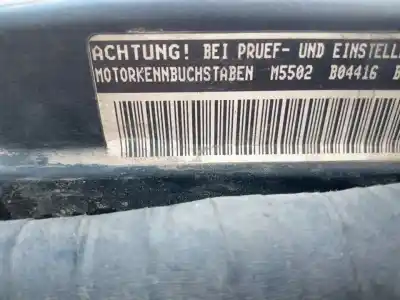 ACHTUNG! BEI PRUEF- UND EINSTELL
MOTORKENNBUCHSTABEN M5502 B04416